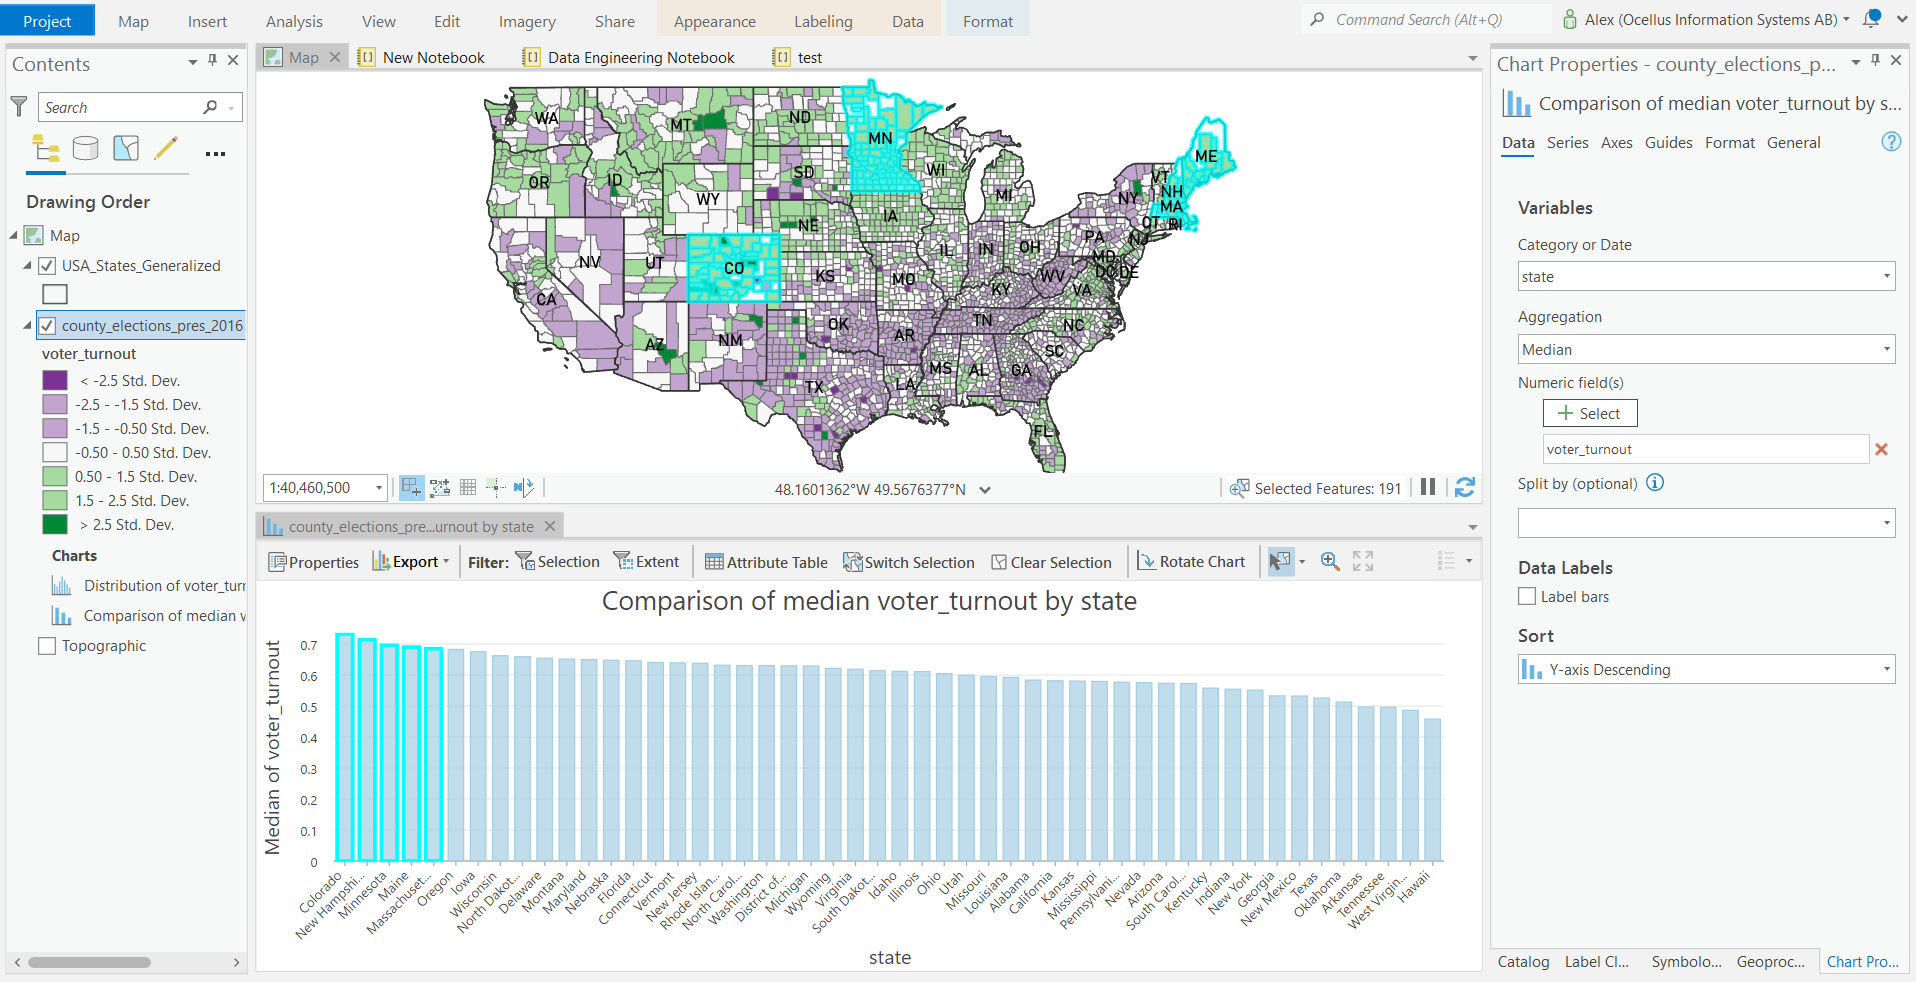 Project
Map
Insert
Analysis
View
Edit
Imagery
Share
Appearance
Labeling
Data
Format
Command Search (Alt+Q)
Alex (Ocellus Information Systems AB)
Contents
Search
Drawing Order
Map
USA_States_Generalized
county_elections_pres_2016
voter_turnout
< -2.5 Std. Dev.
-2.5 - -1.5 Std. Dev.
-1.5 - -0.50 Std. Dev.
-0.50 - 0.50 Std. Dev.
0.50 - 1.5 Std. Dev.
1.5 - 2.5 Std. Dev.
> 2.5 Std. Dev.
Charts
Distribution of voter_turr
Comparison of median v
Topographic
Map
New Notebook
Data Engineering Notebook
test
WA
MT
ND
MN
ME
OR
ID
SD
WI
VT
NH
WY
MI
NY
MA
IA
CT
RI
NE
PA
NJ
NV
UT
CO
IL
IN
OH
MD
DC
DE
CA
KS
MO
WV
KY
VA
AZ
NM
OK
AR
TN
NC
SC
TX
LA
MS
AL
GA
FL
1:40,460,500
48.1601362°W 49.5676377°N
Selected Features: 191
county_elections_pre...urnout by state
Properties
Export
Filter:
Selection
Extent
Attribute Table
Switch Selection
Clear Selection
Rotate Chart
Comparison of median voter_turnout by state
Median of voter_turnout
0.7
0.6
0.5
0.4
0.3
0.2
0.1
0
Colorado
New Hampshi...
Minnesota
Maine
Massachuset...
Oregon
Iowa
Wisconsin
North Dakot...
Delaware
Montana
Maryland
Nebraska
Florida
Connecticut
Vermont
New Jersey
Rhode Islan...
North Carol...
Washington
District of...
Michigan
Wyoming
Virginia
South Dakot...
Idaho
Illinois
Ohio
Utah
Missouri
Louisiana
Alabama
California
Kansas
Mississippi
Pennsylvani...
Nevada
Arizona
South Carol...
Kentucky
Indiana
New York
Georgia
New Mexico
Texas
Oklahoma
Arkansas
Tennessee
West Virgin...
Hawaii
state
Chart Properties - county_elections_p...
Comparison of median voter_turnout by s...
Data
Series
Axes
Guides
Format
General
Variables
Category or Date
state
Aggregation
Median
Numeric field(s)
Select
voter_turnout
Split by (optional)
Data Labels
Label bars
Sort
Y-axis Descending
Catalog
Label Cl...
Symbolo...
Geoproc...
Chart Pro...